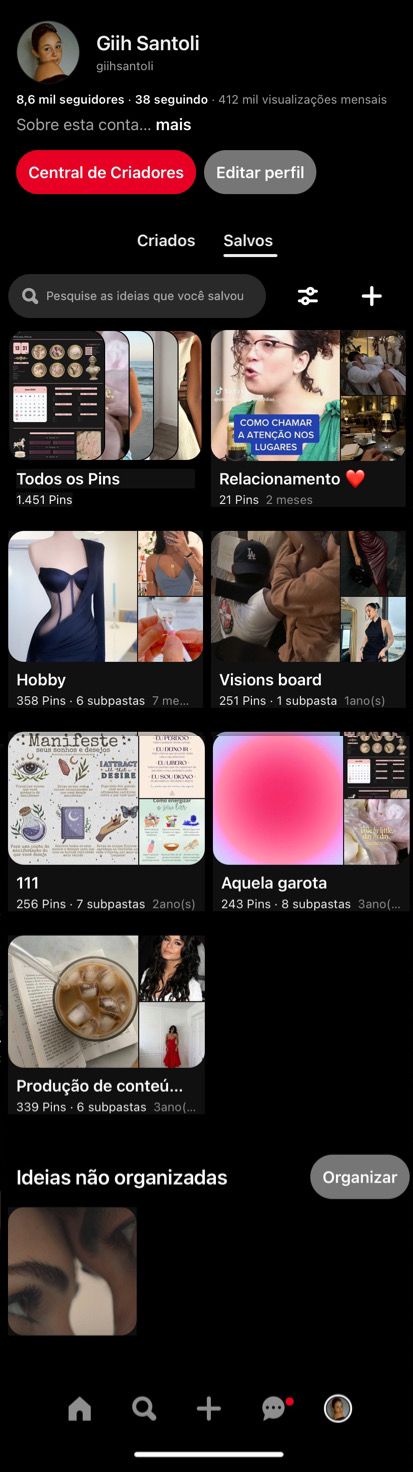 Giih Santoli
giihsantoli
8,6 mil seguidores · 38 seguindo · 412 mil visualizações mensais
Sobre esta conta... mais
Central de Criadores
Editar perfil
Criados
Salvos
Pesquise as ideias que você salvou
COMO CHAMAR
A ATENÇÃO NOS
LUGARES
Todos os Pins
1.451 Pins
Relacionamento ❤️
21 Pins 2 meses
Hobby
358 Pins · 6 subpastas 7 me...
Visions board
251 Pins · 1 subpasta 1ano(s)
Manifeste
seus sonhos e desejos
ATTRACT
DESIRE
EU PERDOO
EU DEIXO IR
EU LIBERO
EU SOU DIGNO
Como energizar
o seu lar
111
256 Pins · 7 subpastas 2ano(s)
Aquela garota
243 Pins · 8 subpastas 3ano(...
Produção de conteú...
339 Pins · 6 subpastas 3ano(...
Ideias não organizadas
Organizar